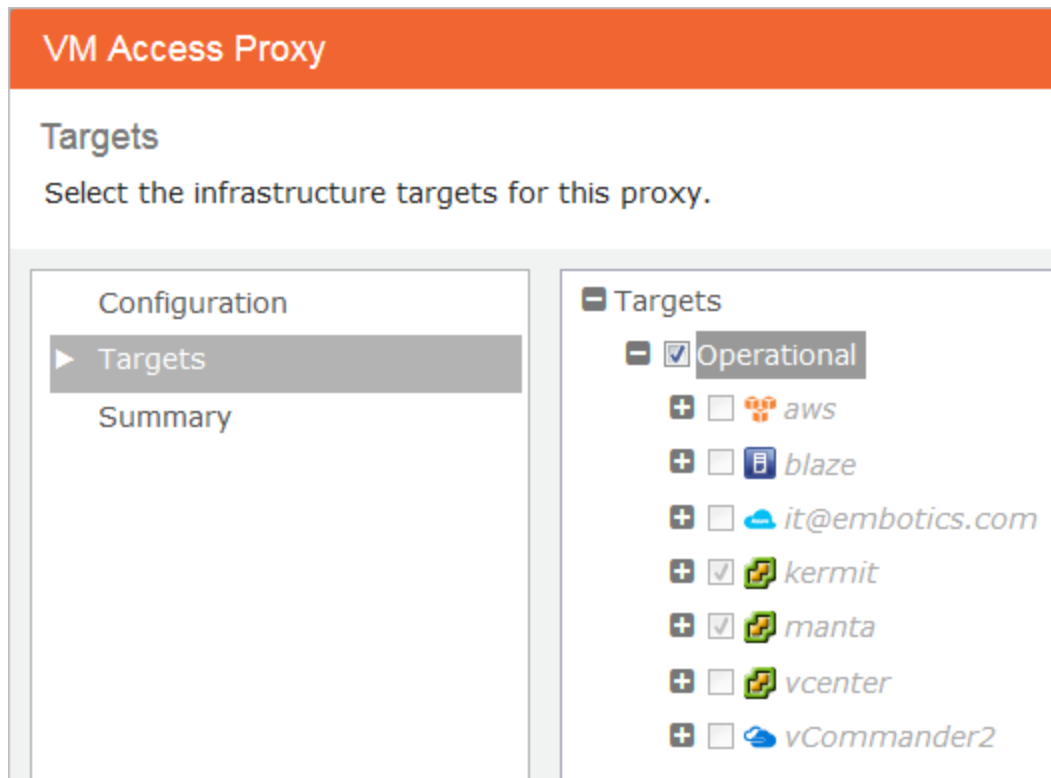 VM Access Proxy
Targets
Select the infrastructure targets for this proxy.
Configuration
Targets
Summary
Targets
Operational
aws
blaze
it@embotics.com
kermit
manta
vcenter
vCommander2